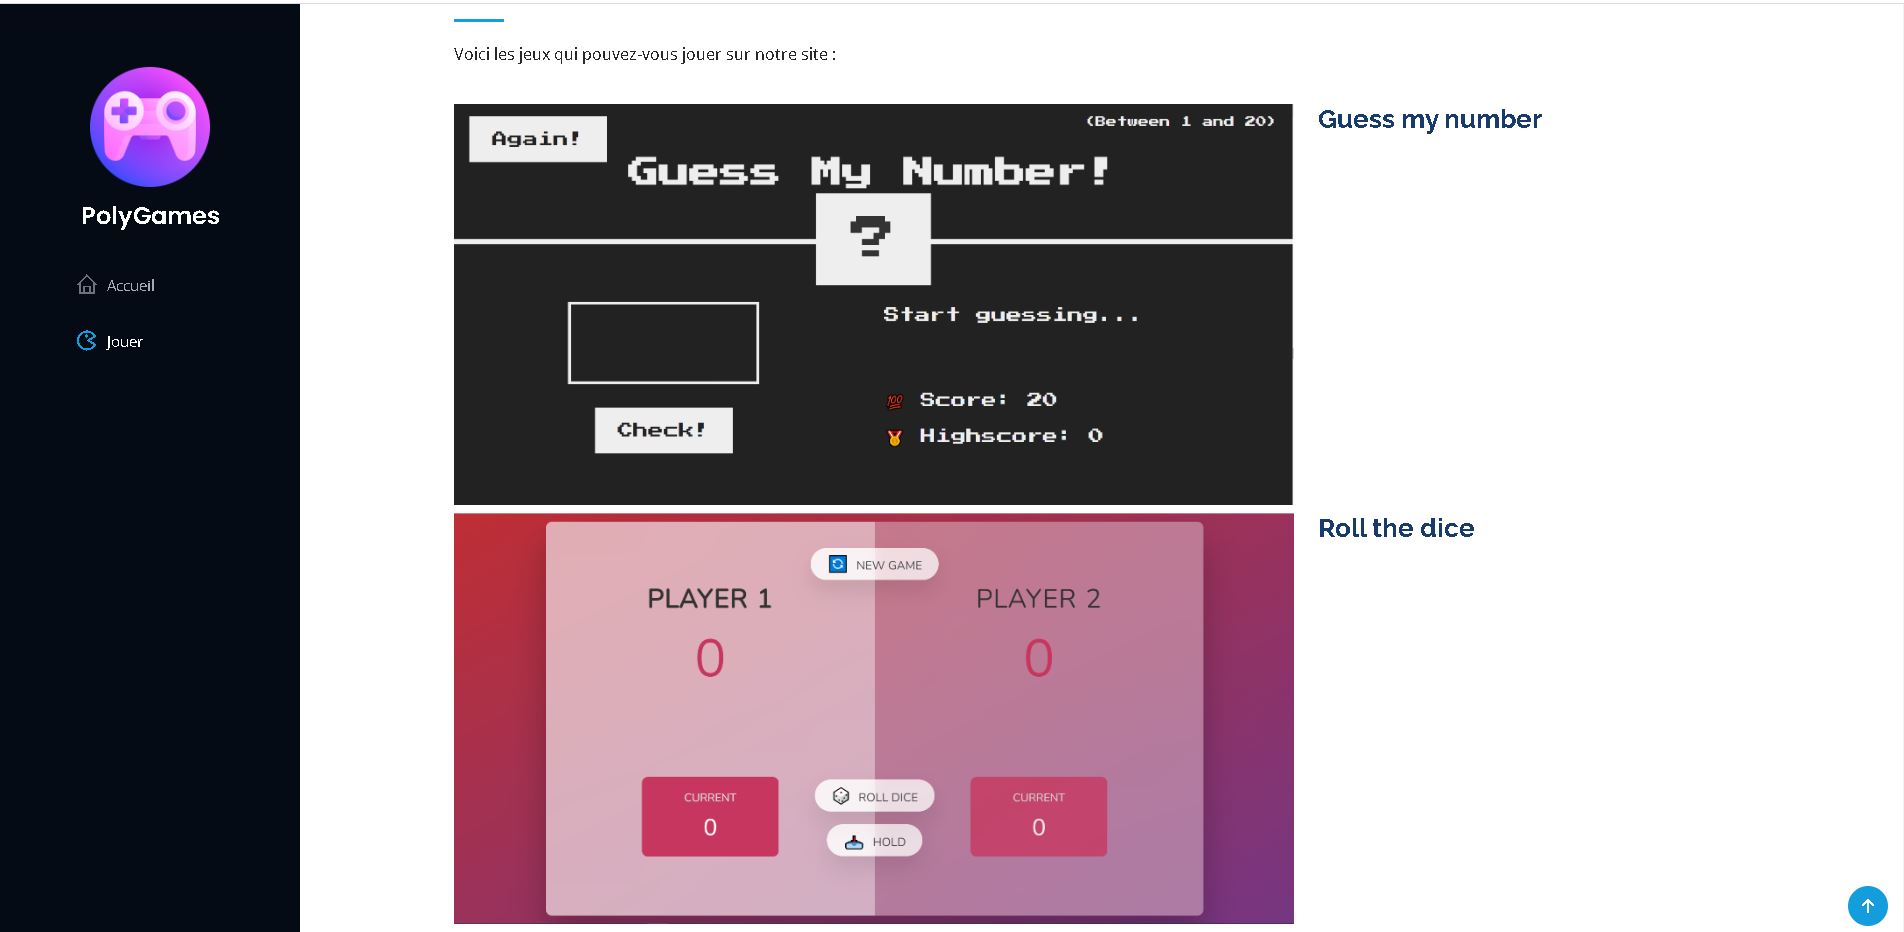 PolyGames
Accueil
Jouer
Voici les jeux qui pouvez-vous jouer sur notre site :
Again!
(Between 1 and 20)
Guess My Number!
?
Start guessing...
💯 Score: 20
🥇 Highscore: 0
Check!
Guess my number
NEW GAME
PLAYER 1
0
PLAYER 2
0
CURRENT
0
ROLL DICE
HOLD
CURRENT
0
Roll the dice